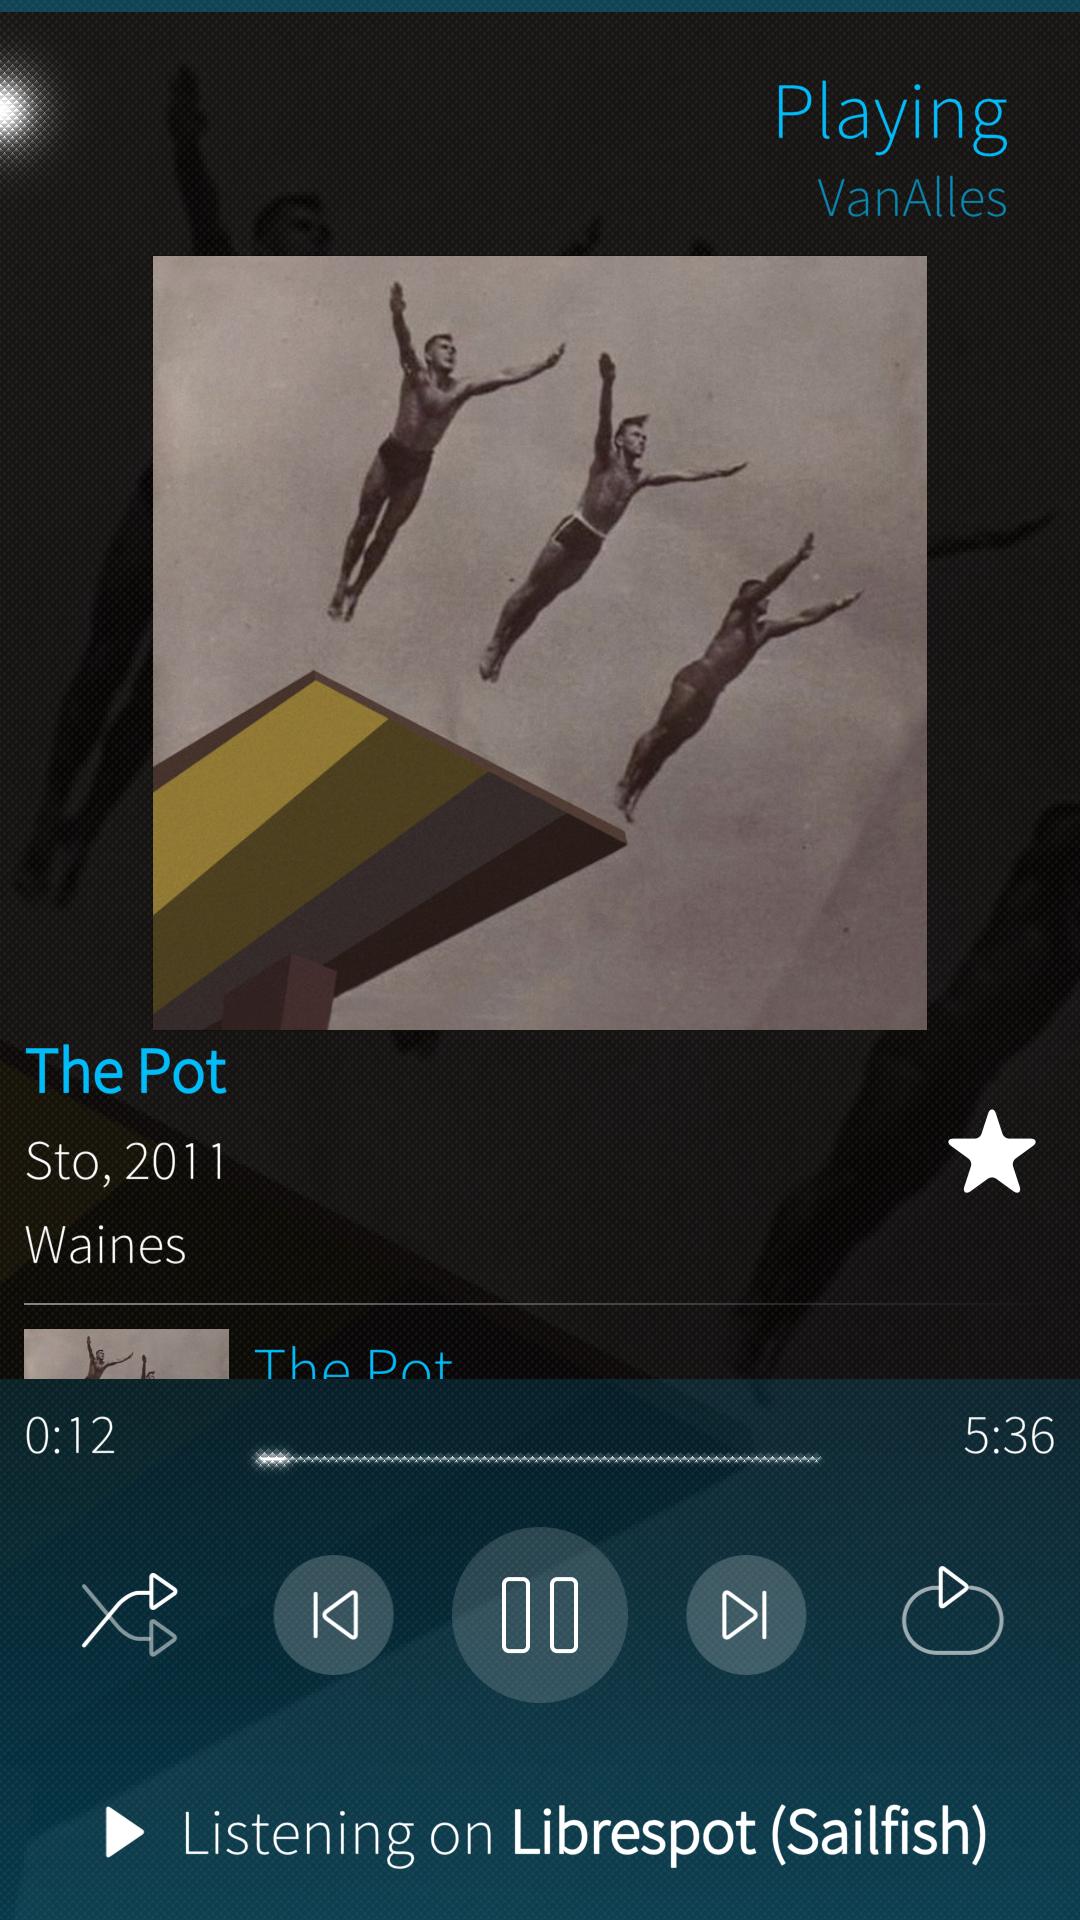 Playing
VanAlles
The Pot
Sto, 2011
Waines
The Pot
0:12
5:36
Listening on Librespot (Sailfish)